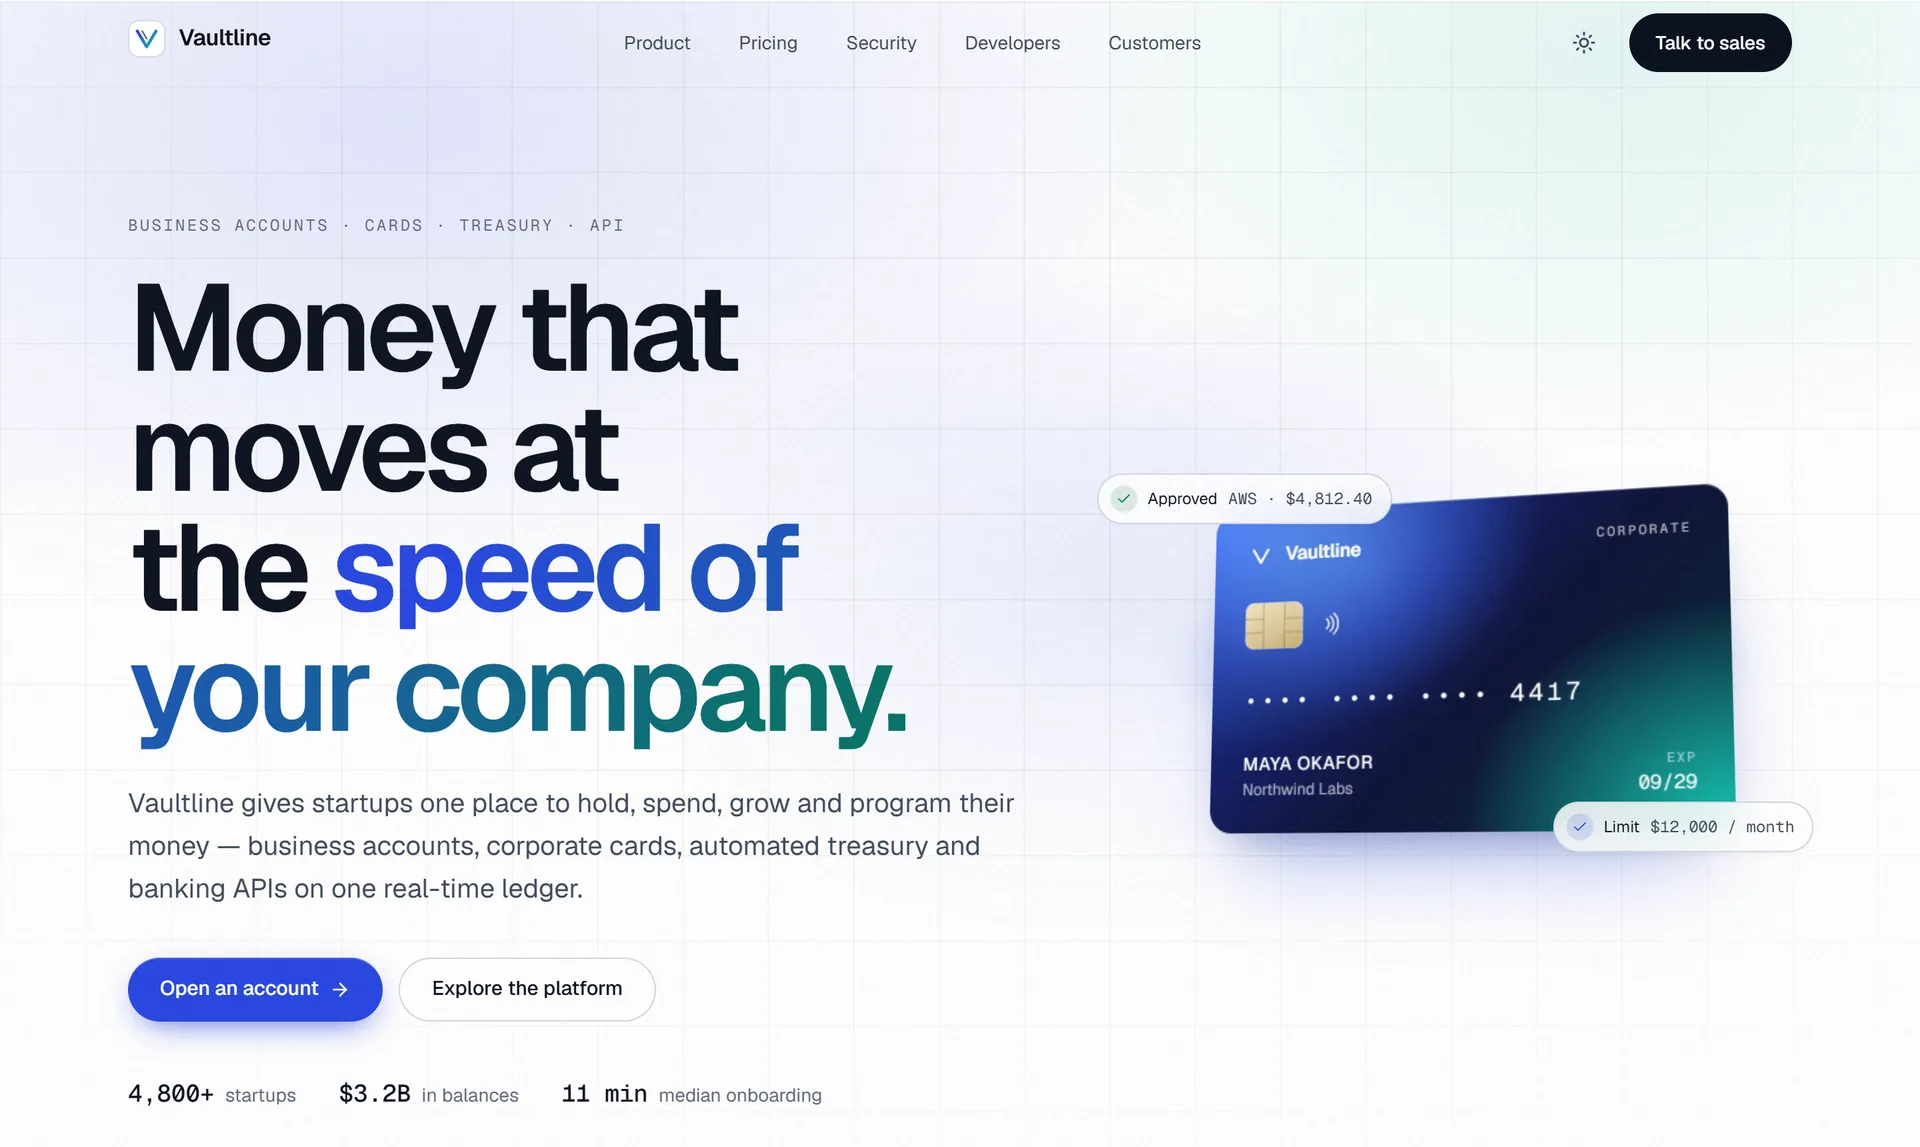 Vaultline
Product
Pricing
Security
Developers
Customers
Talk to sales
BUSINESS ACCOUNTS · CARDS · TREASURY · API
Money that
moves at
the speed of
your company.
Vaultline gives startups one place to hold, spend, grow and program their
money — business accounts, corporate cards, automated treasury and
banking APIs on one real-time ledger.
Open an account →
Explore the platform
4,800+ startups
$3.2B in balances
11 min median onboarding
Approved AWS · $4,812.40
Vaultline
CORPORATE
•••• •••• •••• 4417
MAYA OKAFOR
Northwind Labs
EXP
09/29
Limit $12,000 / month